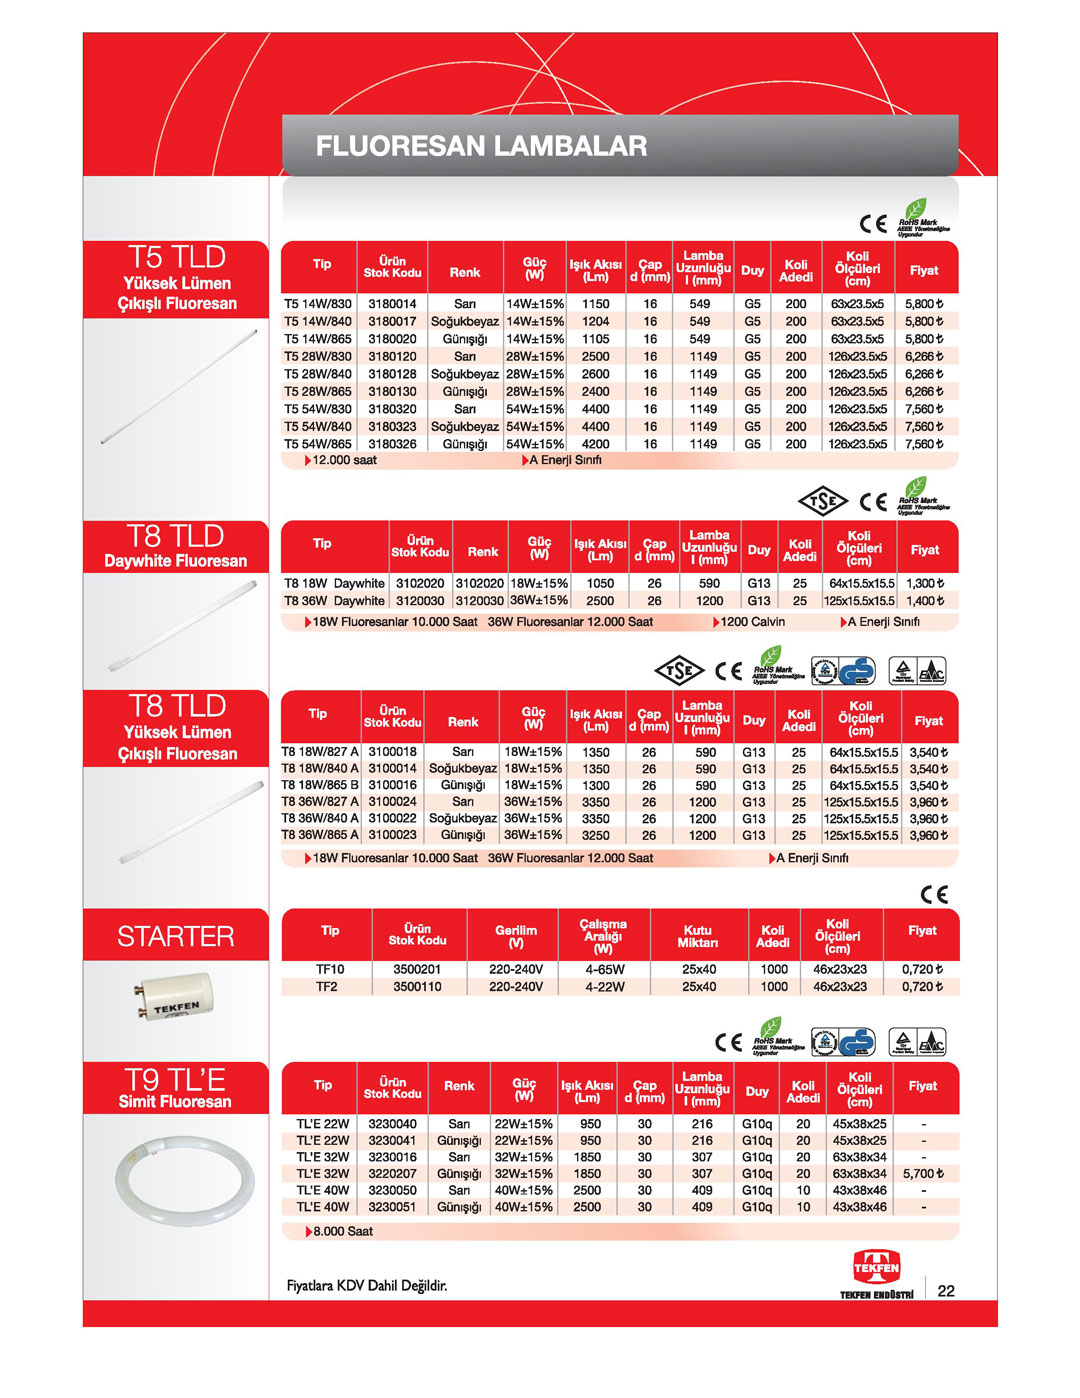 FLUORESAN LAMBALAR
RoHS Mark
AEEE Yönetmeliğine
Uygundur
T5 TLD
Yüksek Lümen
Çıkışlı Fluoresan
Tip Ürün Stok Kodu Renk Güç (W) Işık Akısı (Lm) Çap d (mm) Lamba Uzunluğu l (mm) Duy Koli Adedi Koli Ölçüleri (cm) Fiyat
T5 14W/830 3180014 Sarı 14W±15% 1150 16 549 G5 200 63x23.5x5 5,800 ₺
T5 14W/840 3180017 Soğukbeyaz 14W±15% 1204 16 549 G5 200 63x23.5x5 5,800 ₺
T5 14W/865 3180020 Günışığı 14W±15% 1105 16 549 G5 200 63x23.5x5 5,800 ₺
T5 28W/830 3180120 Sarı 28W±15% 2500 16 1149 G5 200 126x23.5x5 6,266 ₺
T5 28W/840 3180128 Soğukbeyaz 28W±15% 2600 16 1149 G5 200 126x23.5x5 6,266 ₺
T5 28W/865 3180130 Günışığı 28W±15% 2400 16 1149 G5 200 126x23.5x5 6,266 ₺
T5 54W/830 3180320 Sarı 54W±15% 4400 16 1149 G5 200 126x23.5x5 7,560 ₺
T5 54W/840 3180323 Soğukbeyaz 54W±15% 4400 16 1149 G5 200 126x23.5x5 7,560 ₺
T5 54W/865 3180326 Günışığı 54W±15% 4200 16 1149 G5 200 126x23.5x5 7,560 ₺
12.000 saat A Enerji Sınıfı
TSE CE RoHS Mark
AEEE Yönetmeliğine
Uygundur
T8 TLD
Daywhite Fluoresan
Tip Ürün Stok Kodu Renk Güç (W) Işık Akısı (Lm) Çap d (mm) Lamba Uzunluğu l (mm) Duy Koli Adedi Koli Ölçüleri (cm) Fiyat
T8 18W Daywhite 3102020 3102020 18W±15% 1050 26 590 G13 25 64x15.5x15.5 1,300 ₺
T8 36W Daywhite 3120030 3120030 36W±15% 2500 26 1200 G13 25 125x15.5x15.5 1,400 ₺
18W Fluoresanlar 10.000 Saat 36W Fluoresanlar 12.000 Saat 1200 Calvin A Enerji Sınıfı
TSE CE RoHS Mark
AEEE Yönetmeliğine
Uygundur
T8 TLD
Yüksek Lümen
Çıkışlı Fluoresan
Tip Ürün Stok Kodu Renk Güç (W) Işık Akısı (Lm) Çap d (mm) Lamba Uzunluğu l (mm) Duy Koli Adedi Koli Ölçüleri (cm) Fiyat
T8 18W/827 A 3100018 Sarı 18W±15% 1350 26 590 G13 25 64x15.5x15.5 3,540 ₺
T8 18W/840 A 3100014 Soğukbeyaz 18W±15% 1350 26 590 G13 25 64x15.5x15.5 3,540 ₺
T8 18W/865 B 3100016 Günışığı 18W±15% 1300 26 590 G13 25 64x15.5x15.5 3,540 ₺
T8 36W/827 A 3100024 Sarı 36W±15% 3350 26 1200 G13 25 125x15.5x15.5 3,960 ₺
T8 36W/840 A 3100022 Soğukbeyaz 36W±15% 3350 26 1200 G13 25 125x15.5x15.5 3,960 ₺
T8 36W/865 A 3100023 Günışığı 36W±15% 3250 26 1200 G13 25 125x15.5x15.5 3,960 ₺
18W Fluoresanlar 10.000 Saat 36W Fluoresanlar 12.000 Saat A Enerji Sınıfı
CE
STARTER
Tip Ürün Stok Kodu Gerilim (V) Çalışma Aralığı (W) Kutu Miktarı Koli Adedi Koli Ölçüleri (cm) Fiyat
TF10 3500201 220-240V 4-65W 25x40 1000 46x23x23 0,720 ₺
TF2 3500110 220-240V 4-22W 25x40 1000 46x23x23 0,720 ₺
TEKFEN
CE RoHS Mark
AEEE Yönetmeliğine
Uygundur
T9 TL'E
Simit Fluoresan
Tip Ürün Stok Kodu Renk Güç (W) Işık Akısı (Lm) Çap d (mm) Lamba Uzunluğu l (mm) Duy Koli Adedi Koli Ölçüleri (cm) Fiyat
TL'E 22W 3230040 Sarı 22W±15% 950 30 216 G10q 20 45x38x25 -
TL'E 22W 3230041 Günışığı 22W±15% 950 30 216 G10q 20 45x38x25 -
TL'E 32W 3230016 Sarı 32W±15% 1850 30 307 G10q 20 63x38x34 -
TL'E 32W 3220207 Günışığı 32W±15% 1850 30 307 G10q 20 63x38x34 5,700 ₺
TL'E 40W 3230050 Sarı 40W±15% 2500 30 409 G10q 10 43x38x46 -
TL'E 40W 3230051 Günışığı 40W±15% 2500 30 409 G10q 10 43x38x46 -
8.000 Saat
Fiyatlara KDV Dahil Değildir.
TEKFEN
TEKFEN ENDÜSTRİ
22